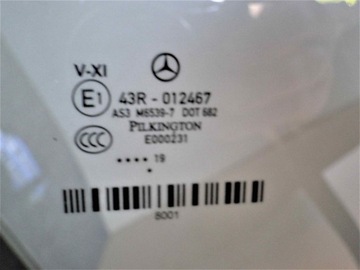 V-XI
E1 43R - 012467
AS3 M6539-7 DOT 682
PILKINGTON
CCC E000231
•••• 19
•
8001